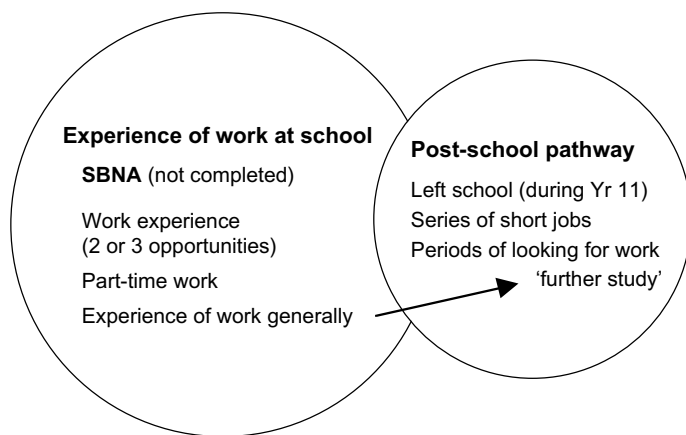 Experience of work at school
SBNA (not completed)
Work experience
(2 or 3 opportunities)
Part-time work
Experience of work generally
Post-school pathway
Left school (during Yr 11)
Series of short jobs
Periods of looking for work
‘further study’